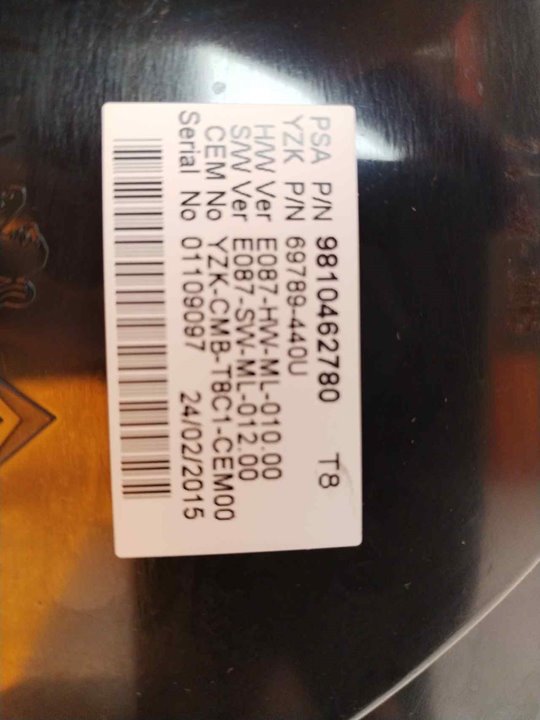 PSA P/N 9810462780 T8
YZK P/N 69789-440U
H/W Ver E087-HW-ML-010.00
S/W Ver E087-SW-ML-012.00
CEM No YZK-CMB-T8C1-CEM00
Serial No 01109097 24/02/2015